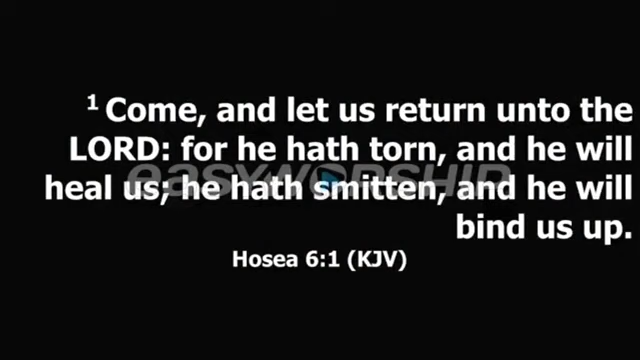 1 Come, and let us return unto the
LORD: for he hath torn, and he will
heal us; he hath smitten, and he will
bind us up.
Hosea 6:1 (KJV)
easyworship